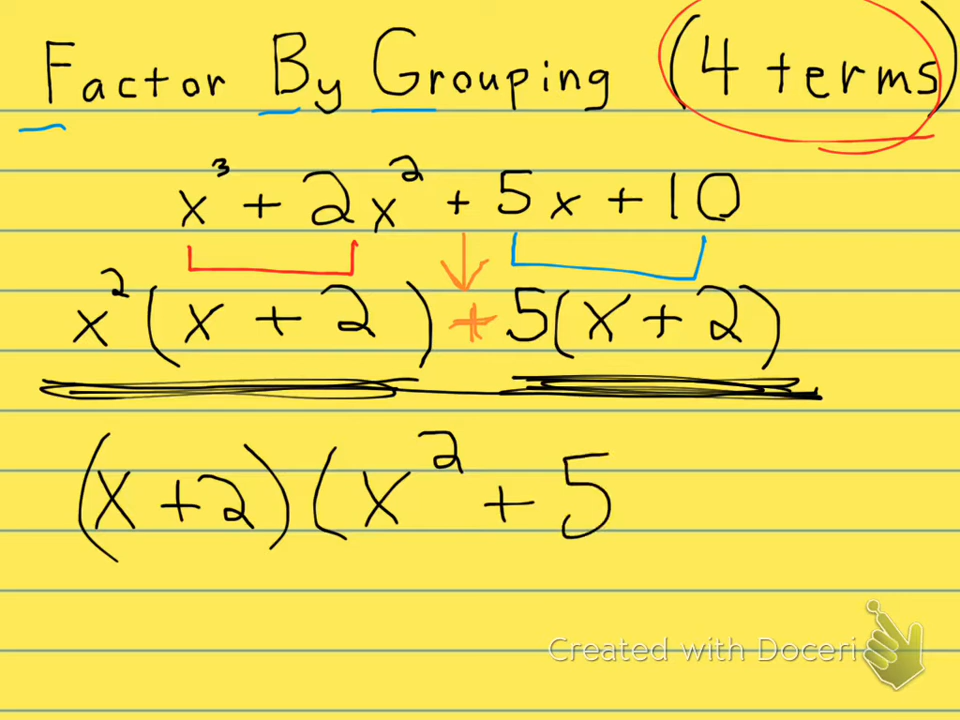 Factor By Grouping (4 terms)
x³ + 2x² + 5x + 10
x²(x + 2) + 5(x + 2)
(x + 2)(x² + 5
Created with Doceri